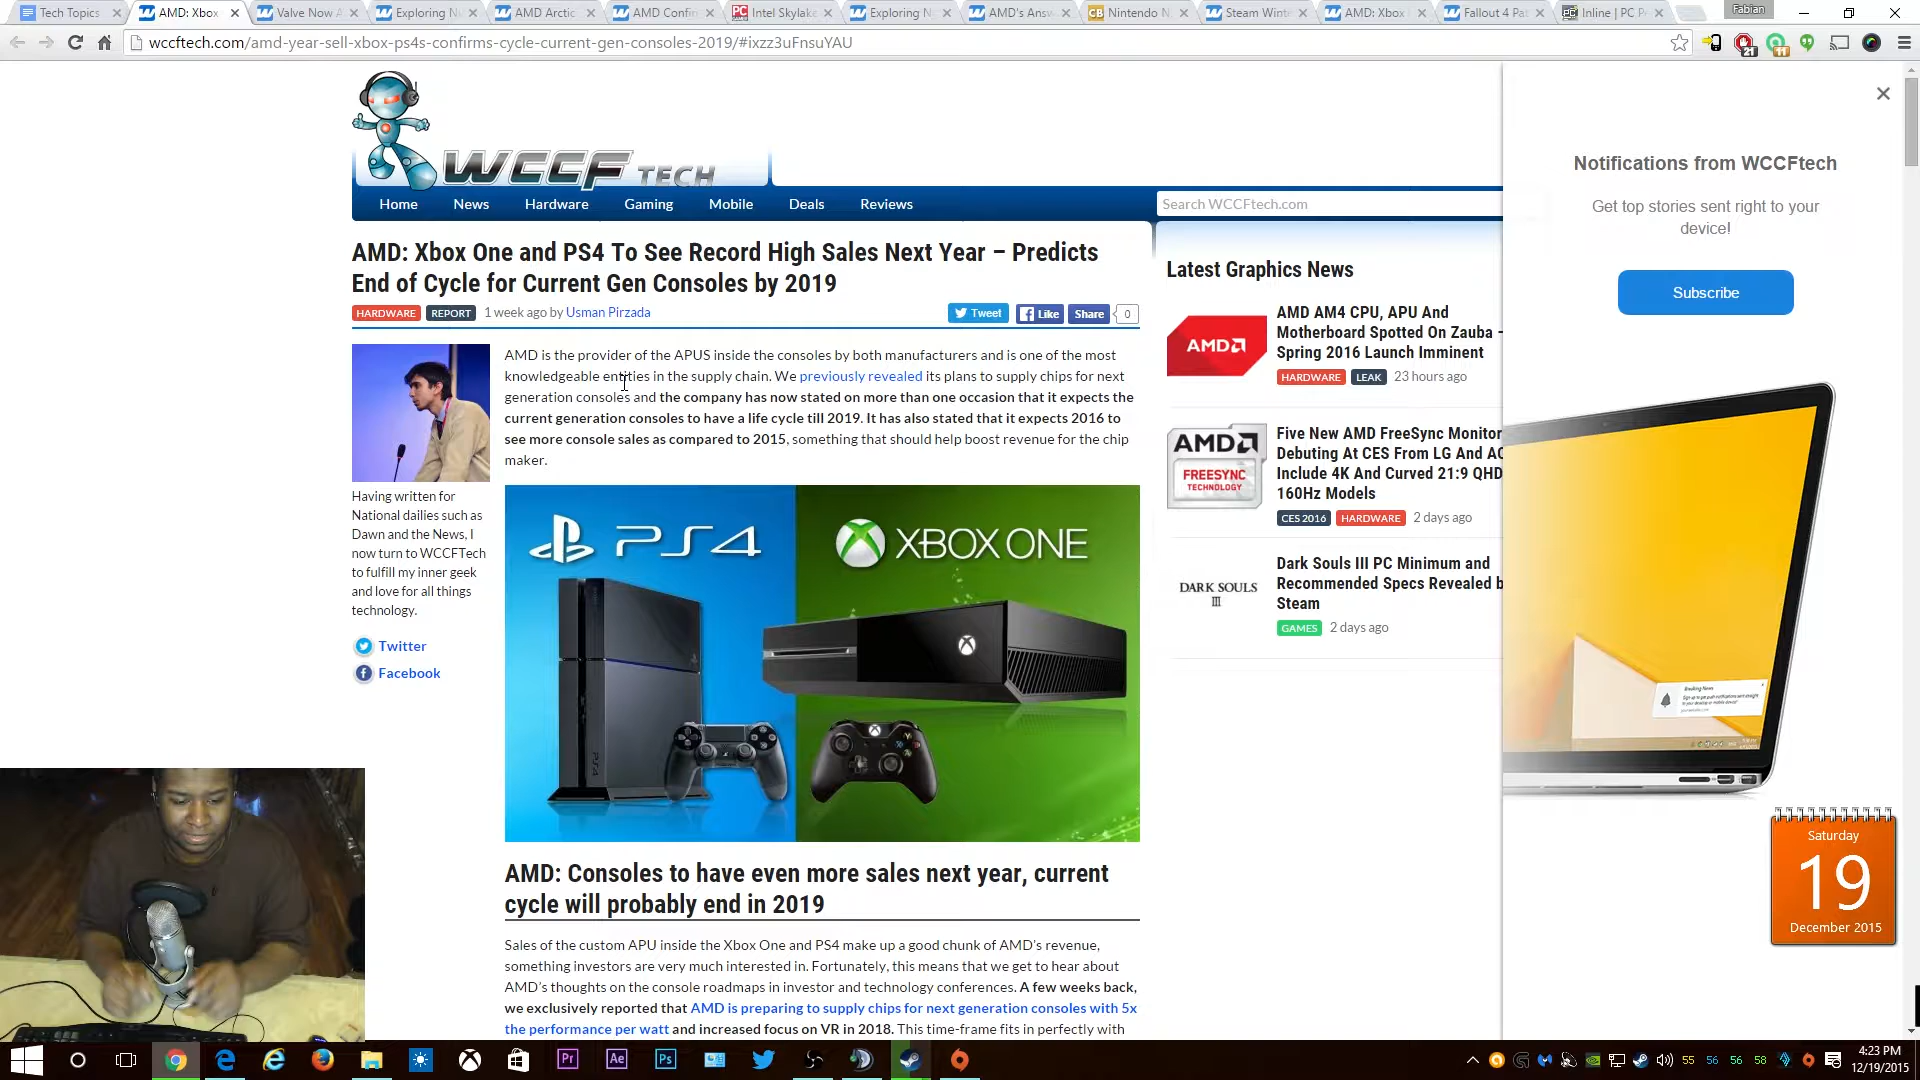 Tech Topics
AMD: Xbox
Valve Now A
Exploring N
AMD Arctic
AMD Confi
Intel Skylake
Exploring N
AMD's Answ
Nintendo N
Steam Wint
AMD: Xbox
Fallout 4 Pat
Inline | PC P
Fabian
wccftech.com/amd-year-sell-xbox-ps4s-confirms-cycle-current-gen-consoles-2019/#ixzz3uFnsuYAU
21
11
WCCF TECH
Home
News
Hardware
Gaming
Mobile
Deals
Reviews
Search WCCFtech.com
AMD: Xbox One and PS4 To See Record High Sales Next Year – Predicts
End of Cycle for Current Gen Consoles by 2019
HARDWARE REPORT 1 week ago by Usman Pirzada
Tweet
Like
Share
0
Having written for
National dailies such as
Dawn and the News, I
now turn to WCCFTech
to fulfill my inner geek
and love for all things
technology.
Twitter
Facebook
AMD is the provider of the APUS inside the consoles by both manufacturers and is one of the most
knowledgeable entities in the supply chain. We previously revealed its plans to supply chips for next
generation consoles and the company has now stated on more than one occasion that it expects the
current generation consoles to have a life cycle till 2019. It has also stated that it expects 2016 to
see more console sales as compared to 2015, something that should help boost revenue for the chip
maker.
PS4
XBOX ONE
PS4
AMD: Consoles to have even more sales next year, current
cycle will probably end in 2019
Sales of the custom APU inside the Xbox One and PS4 make up a good chunk of AMD's revenue,
something investors are very much interested in. Fortunately, this means that we get to hear about
AMD's thoughts on the console roadmaps in investor and technology conferences. A few weeks back,
we exclusively reported that AMD is preparing to supply chips for next generation consoles with 5x
the performance per watt and increased focus on VR in 2018. This time-frame fits in perfectly with
Latest Graphics News
AMD
AMD AM4 CPU, APU And
Motherboard Spotted On Zauba –
Spring 2016 Launch Imminent
HARDWARE LEAK 23 hours ago
AMD
FREESYNC
TECHNOLOGY
Five New AMD FreeSync Monitor
Debuting At CES From LG And AO
Include 4K And Curved 21:9 QHD
160Hz Models
CES 2016 HARDWARE 2 days ago
DARK SOULS
III
Dark Souls III PC Minimum and
Recommended Specs Revealed b
Steam
GAMES 2 days ago
Notifications from WCCFtech
Get top stories sent right to your
device!
Subscribe
Breaking News
Saturday
19
December 2015
Pr
Ae
Ps
55
56
56
58
4:23 PM
12/19/2015